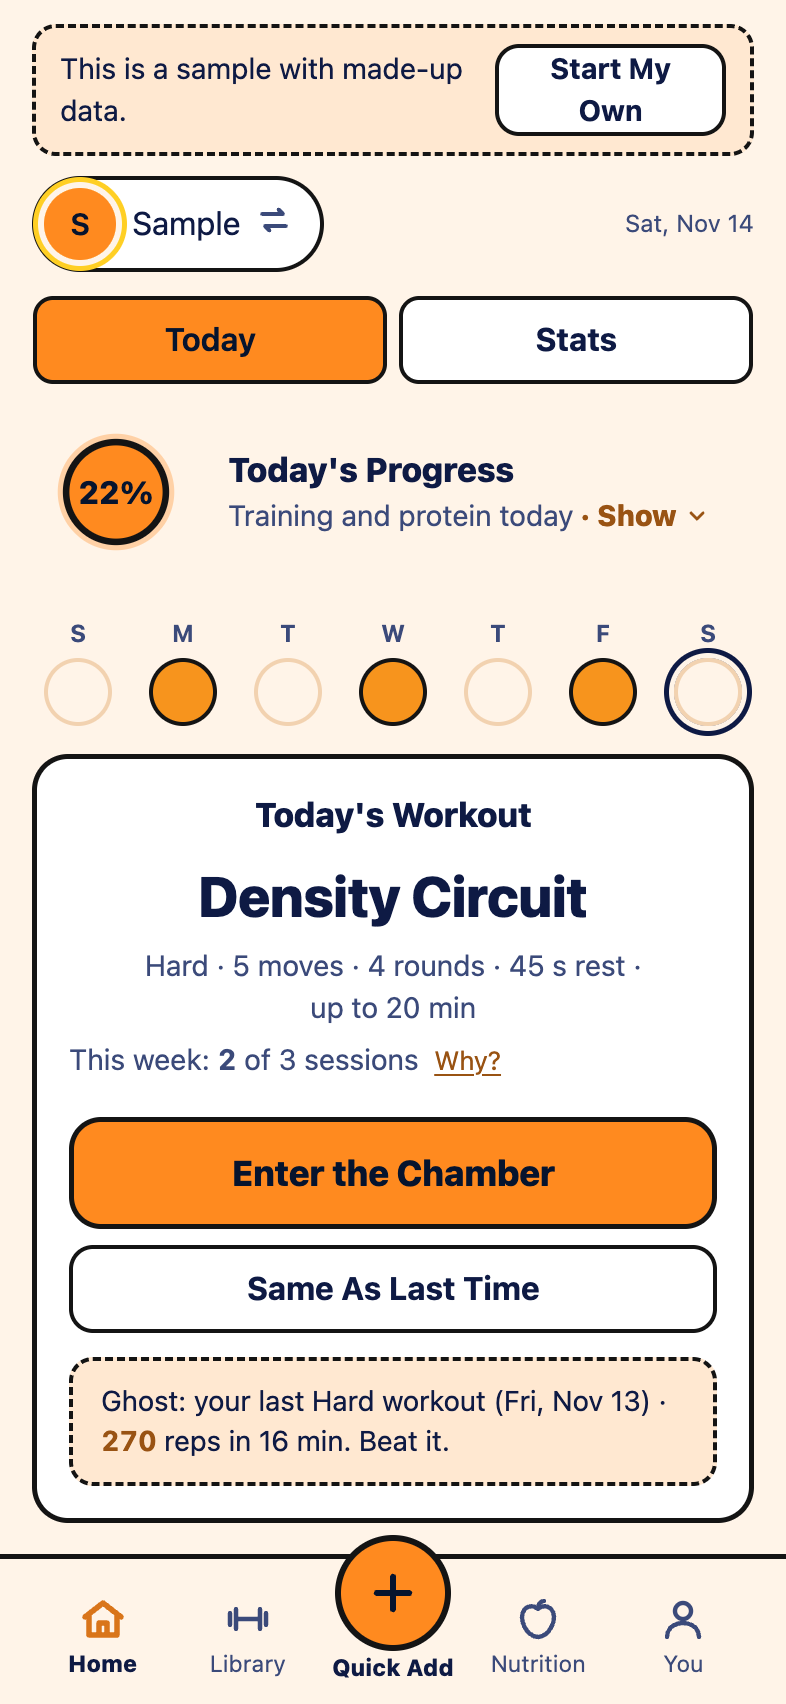 This is a sample with made-up
data.
Start My
Own
S
Sample
Sat, Nov 14
Today
Stats
22%
Today's Progress
Training and protein today · Show
S M T W T F S
Today's Workout
Density Circuit
Hard · 5 moves · 4 rounds · 45 s rest ·
up to 20 min
This week: 2 of 3 sessions Why?
Enter the Chamber
Same As Last Time
Ghost: your last Hard workout (Fri, Nov 13) ·
270 reps in 16 min. Beat it.
Home
Library
Quick Add
Nutrition
You